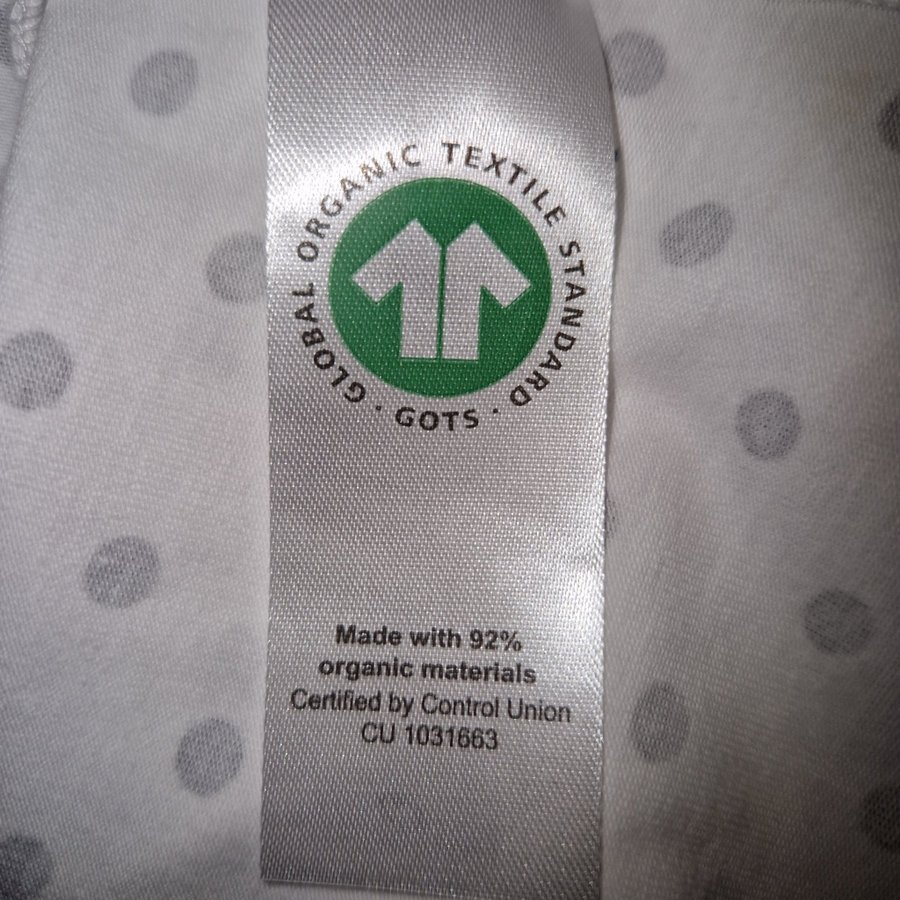 GLOBAL ORGANIC TEXTILE STANDARD
· GOTS ·
Made with 92%
organic materials
Certified by Control Union
CU 1031663